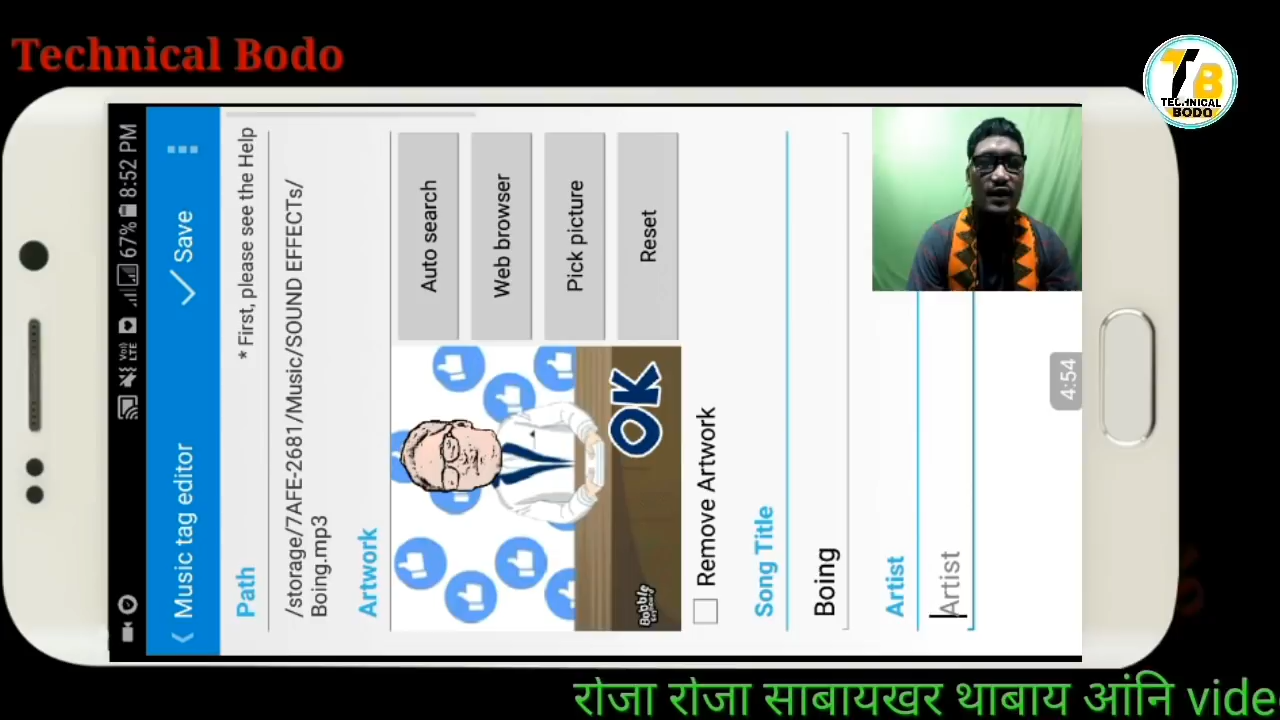 Technical Bodo
TB
TECHNICAL
BODO
VoLTE 67% 8:52 PM
Music tag editor
Save
Path
* First, please see the Help
/storage/7AFE-2681/Music/SOUND EFFECTs/
Boing.mp3
Artwork
Auto search
Web browser
Pick picture
Reset
OK
Bobble
Remove Artwork
Song Title
Boing
Artist
Artist
4:54
रोजा रोजा साबायखर थाबाय आंनि vide